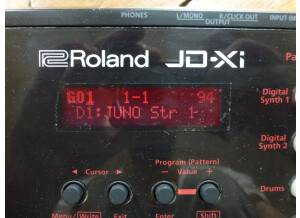 PHONES L/MONO R/CLICK OUT INPUT
OUTPUT
Roland JD-Xi
G01 1-1 94
D1:JUNO Str 1
Digital
Synth 1
Digital
Synth 2
Drums
Program (Pattern)
Cursor - Value +
Menu/Write Exit Enter Shift